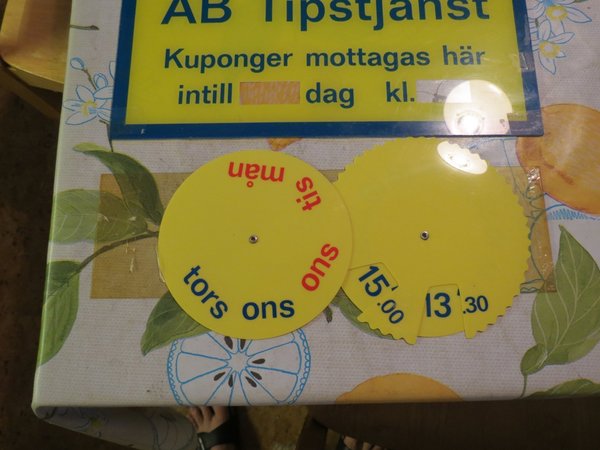 AB Tipstjänst
Kuponger mottagas här
intill dag kl.
mån
tis
ons
tors
ons
15.00
13.30